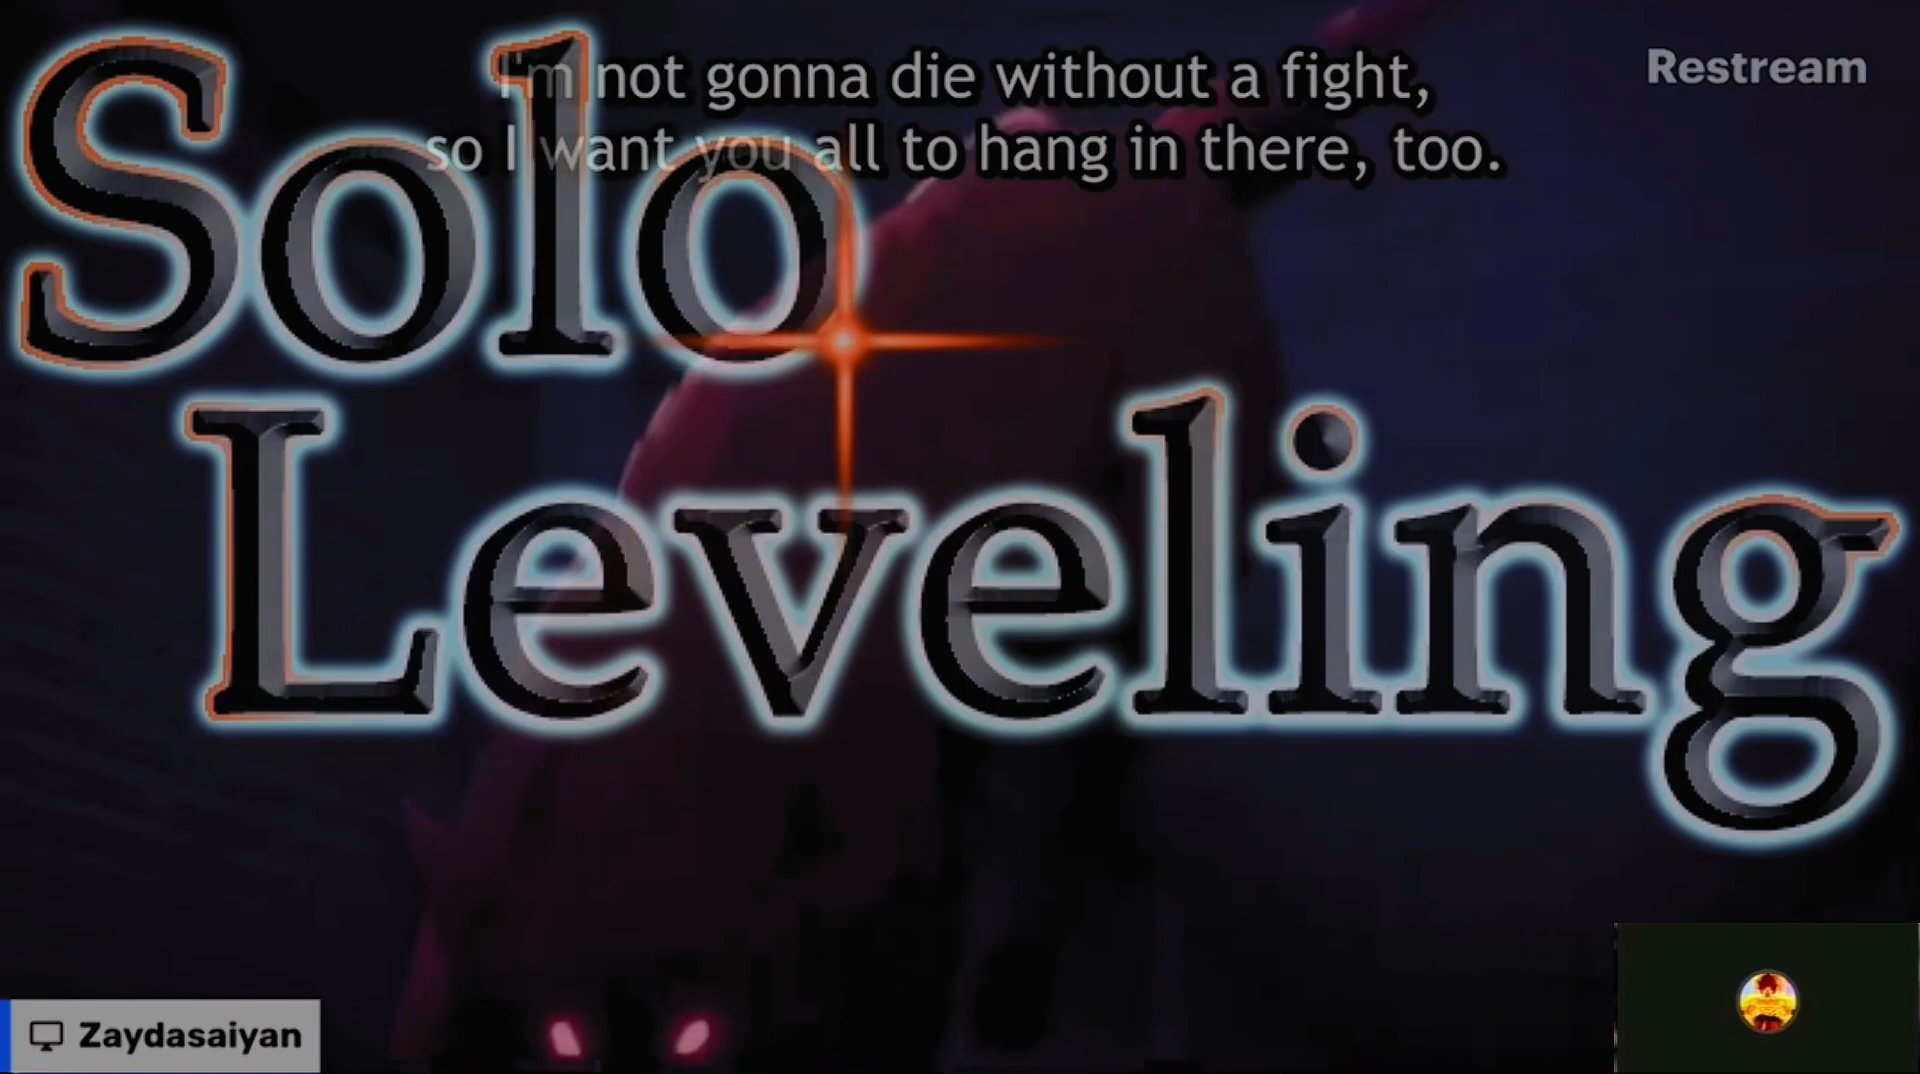 I'm not gonna die without a fight,
so I want you all to hang in there, too.
Restream
Solo
Leveling
Zaydasaiyan